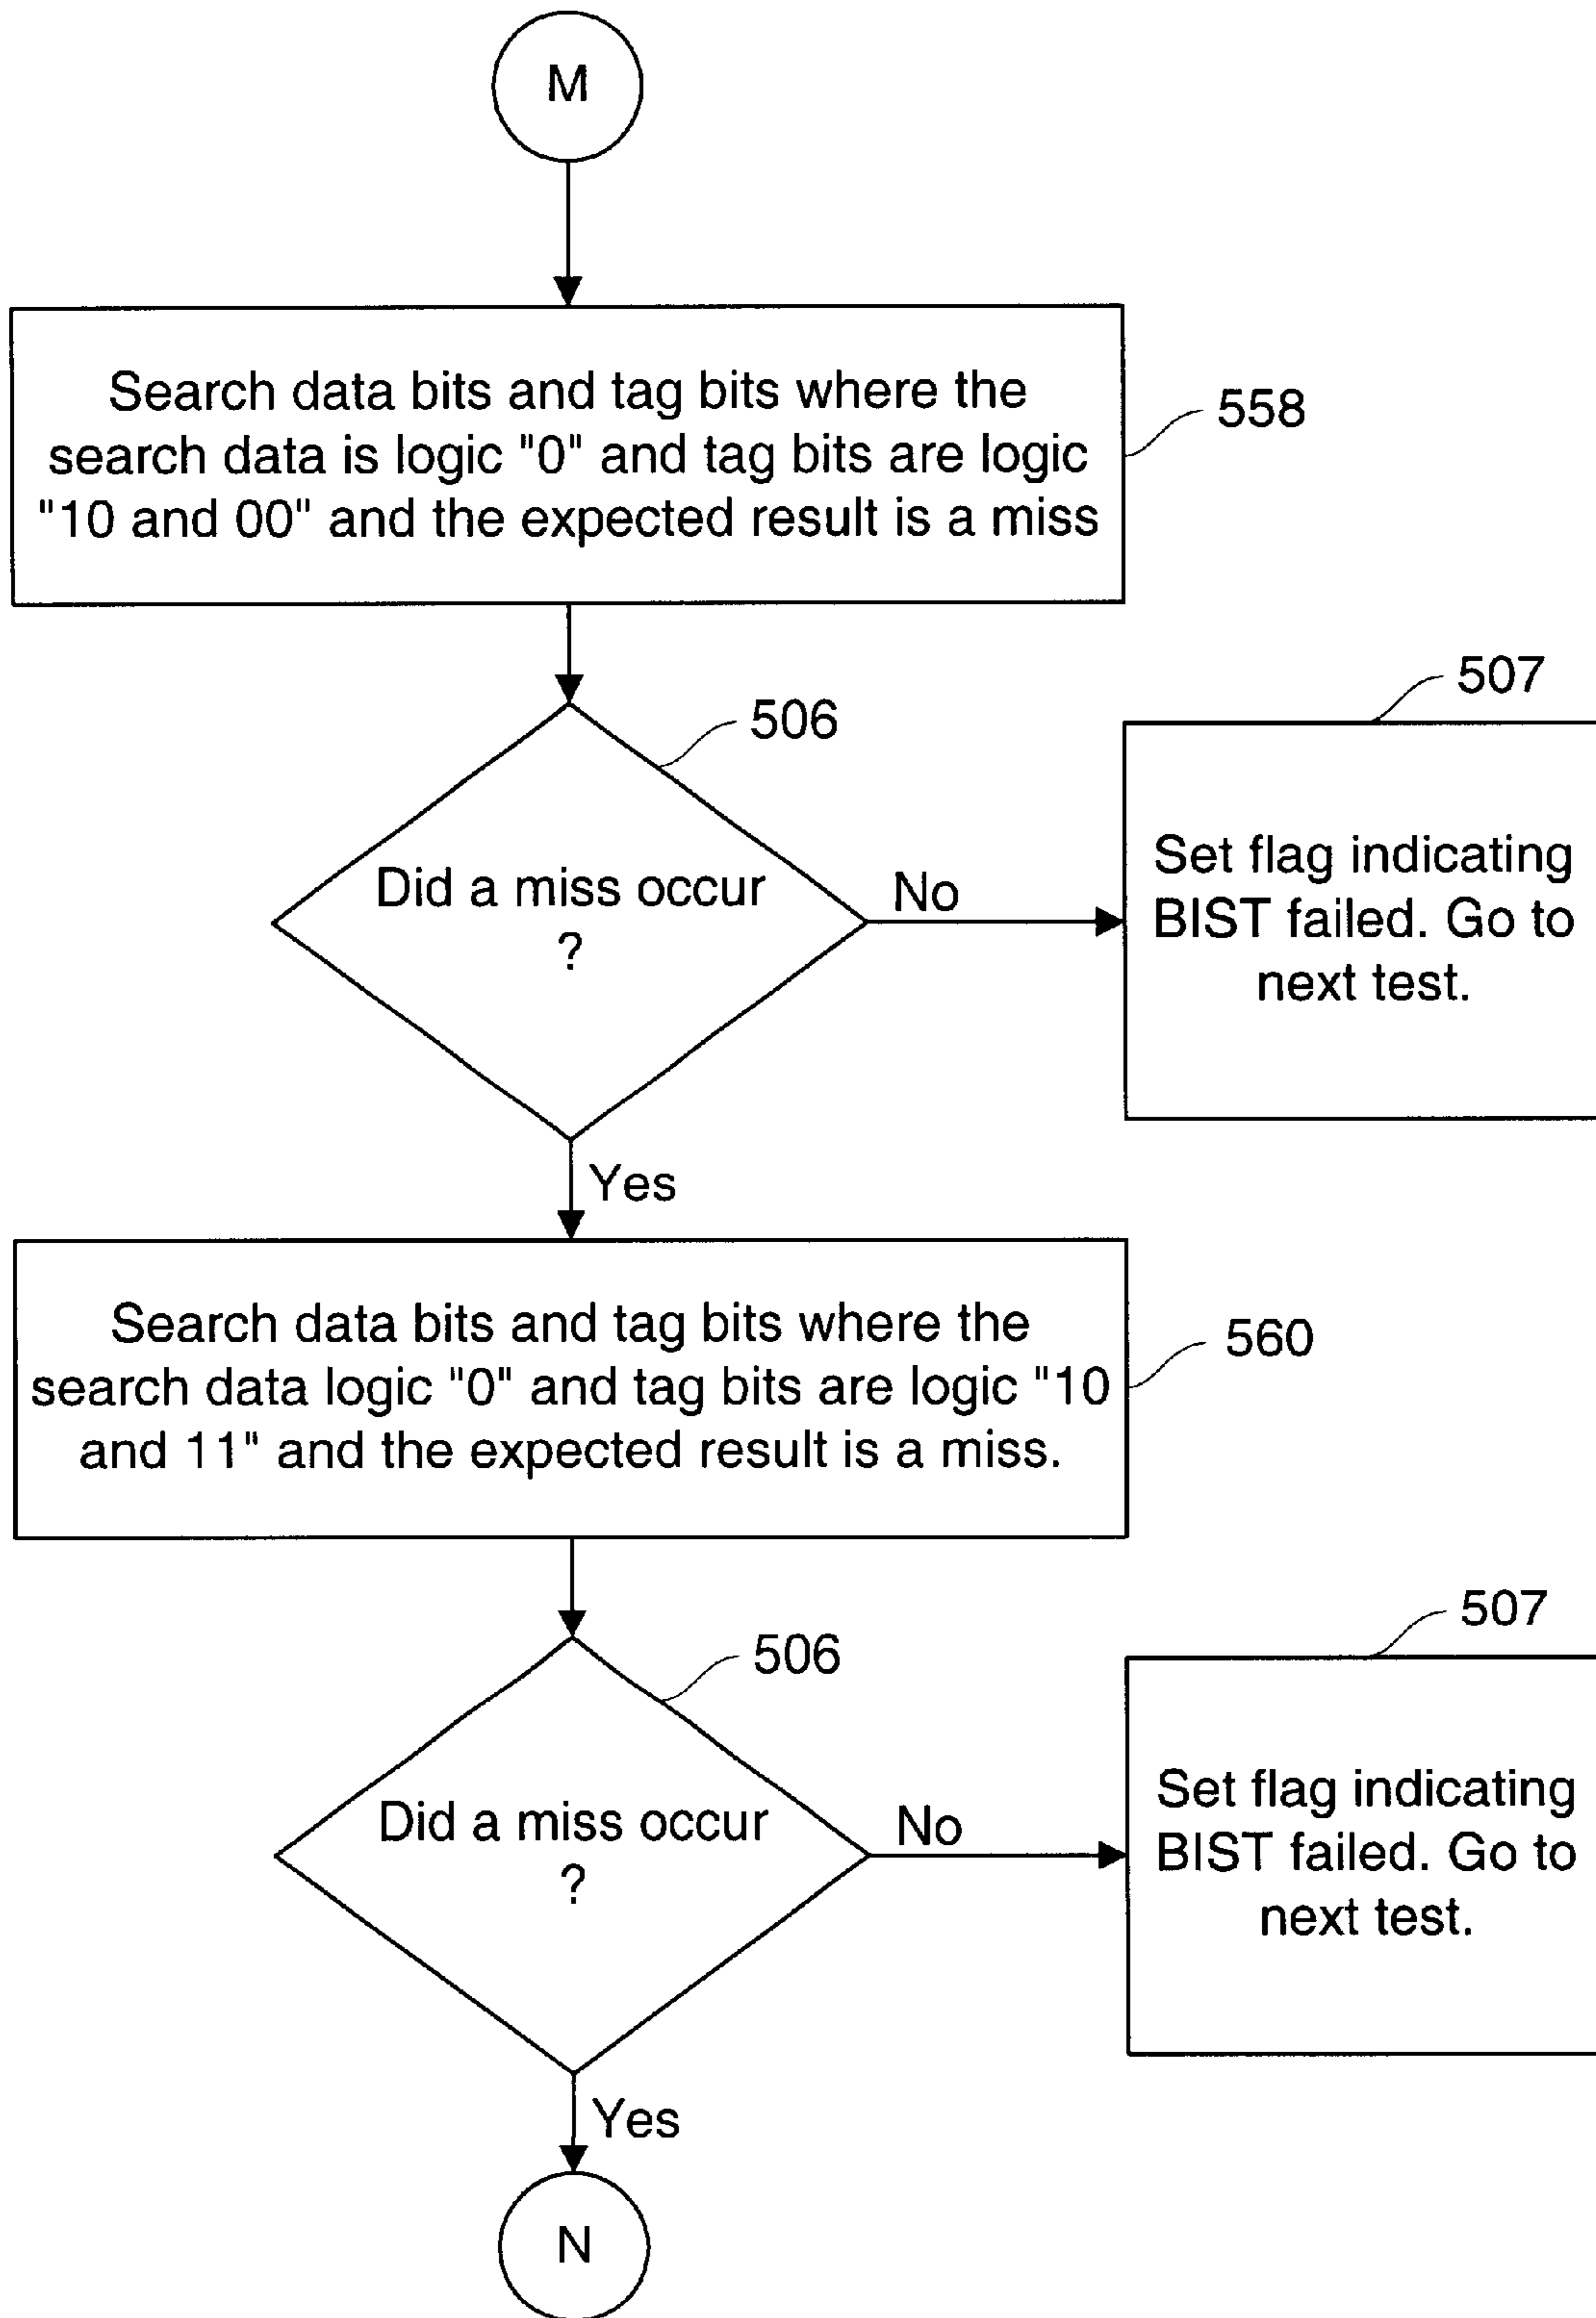 M
Search data bits and tag bits where the
search data is logic "0" and tag bits are logic
"10 and 00" and the expected result is a miss
558
506
507
Did a miss occur
?
No
Set flag indicating
BIST failed. Go to
next test.
Yes
Search data bits and tag bits where the
search data logic "0" and tag bits are logic "10
and 11" and the expected result is a miss.
560
506
507
Did a miss occur
?
No
Set flag indicating
BIST failed. Go to
next test.
Yes
N